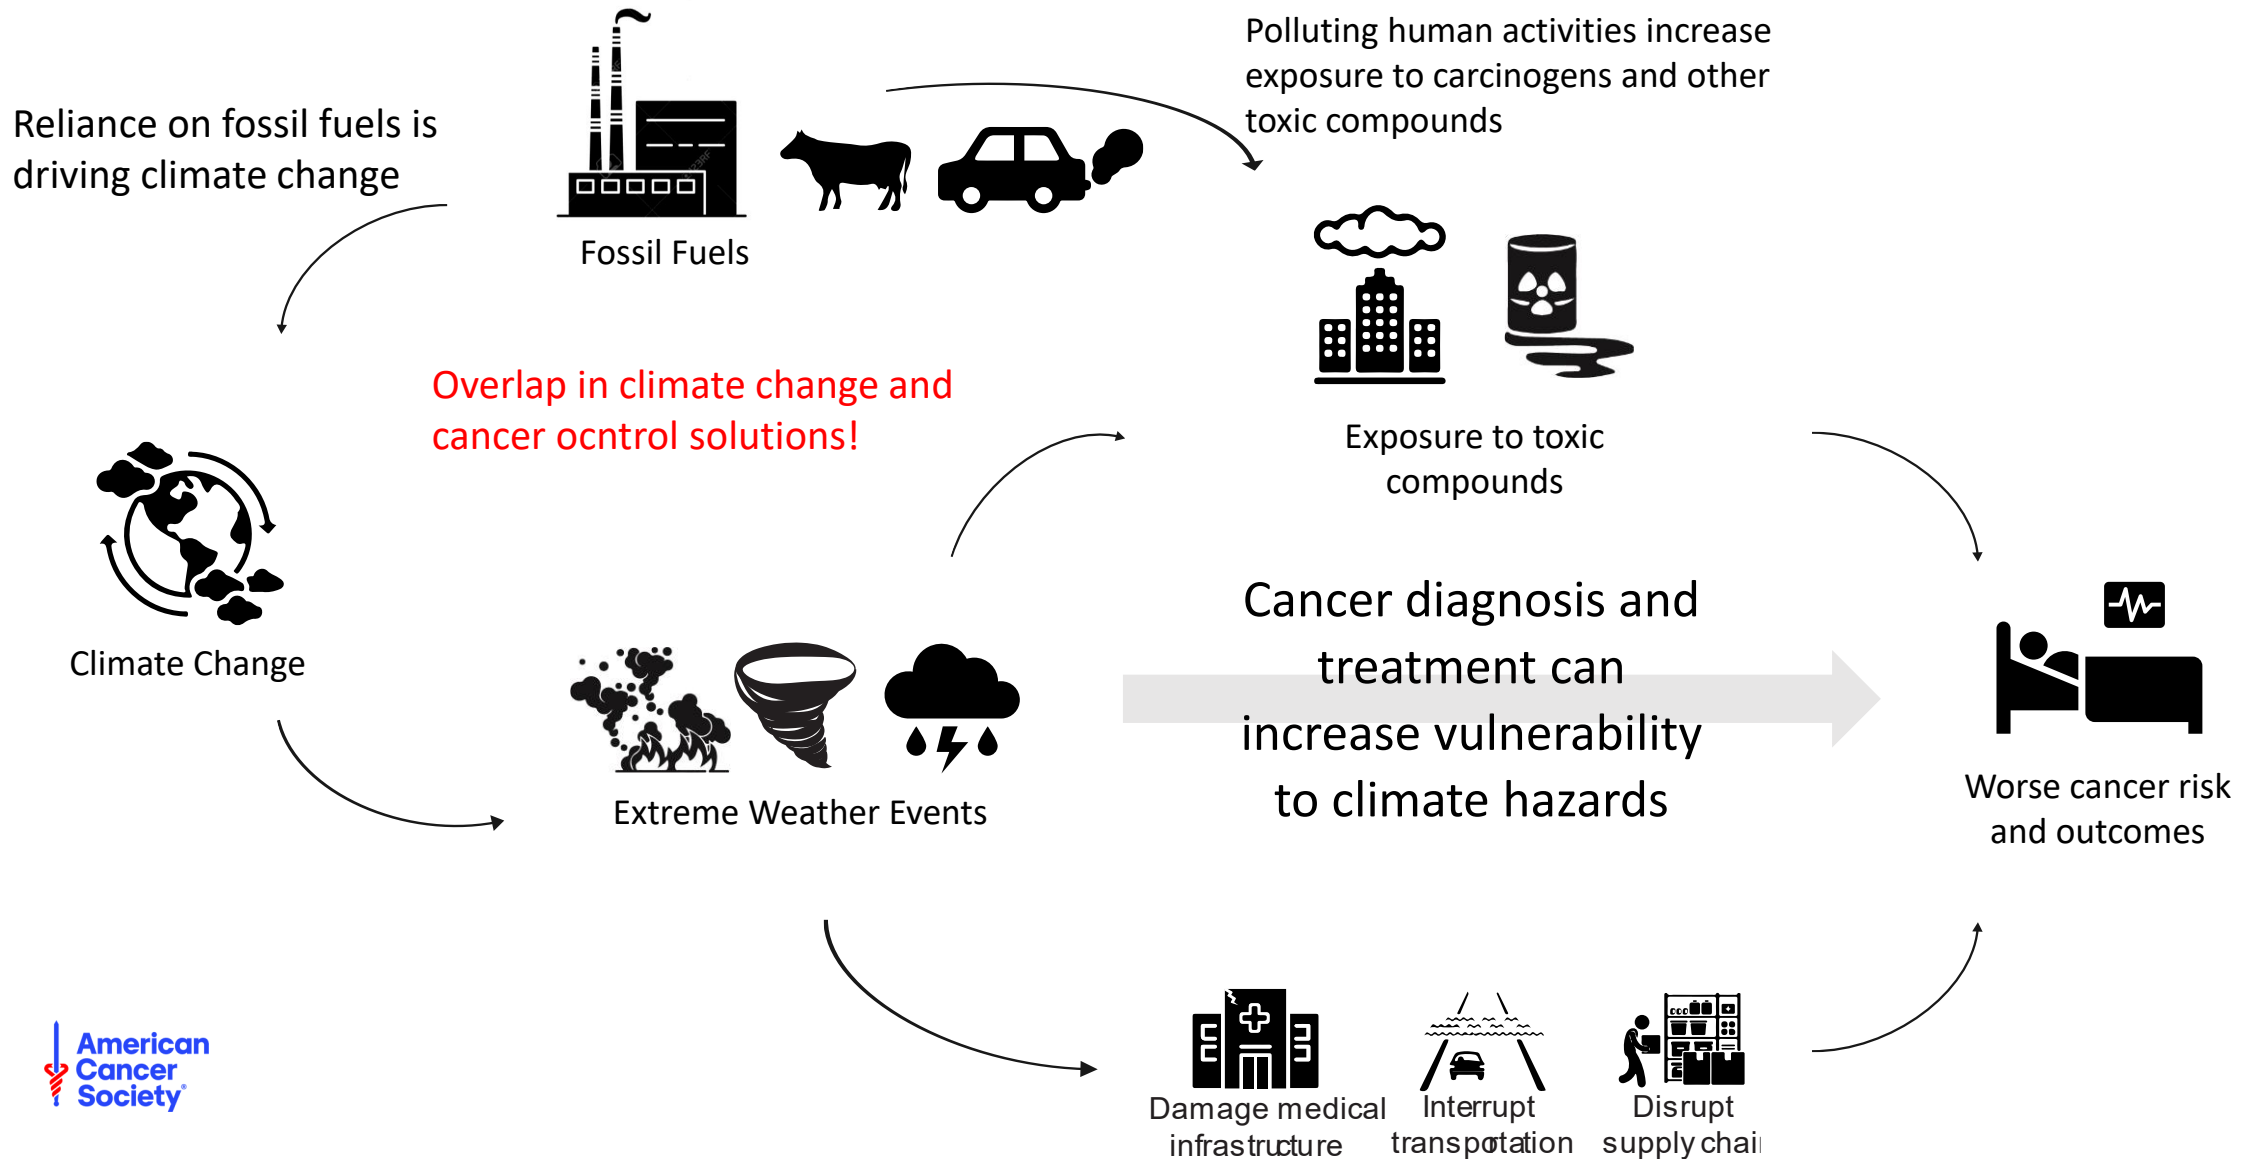 Polluting human activities increase
exposure to carcinogens and other
toxic compounds
Reliance on fossil fuels is
driving climate change
Fossil Fuels
Overlap in climate change and
cancer ocntrol solutions!
Exposure to toxic
compounds
Climate Change
Cancer diagnosis and
treatment can
increase vulnerability
to climate hazards
Extreme Weather Events
Worse cancer risk
and outcomes
American
Cancer
Society®
Damage medical
infrastructure
Interrupt
transportation
Disrupt
supply chai